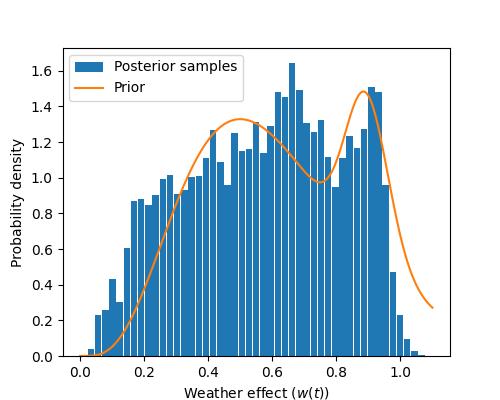 Posterior samples
Prior
Probability density
1.6
1.4
1.2
1.0
0.8
0.6
0.4
0.2
0.0
0.0 0.2 0.4 0.6 0.8 1.0
Weather effect (w(t))